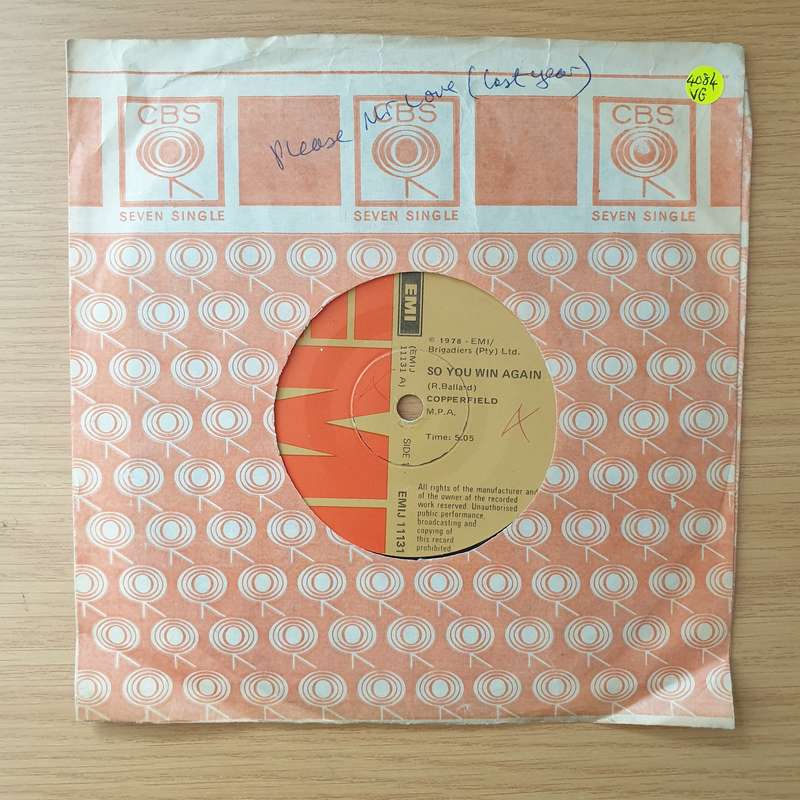 Please Mr Love (last year)
4084
VG
CBS
SEVEN SINGLE
CBS
SEVEN SINGLE
CBS
SEVEN SINGLE
EMI
℗ 1978 - EMI/
Brigadiers (Pty) Ltd.
SO YOU WIN AGAIN
(R.Ballard)
COPPERFIELD
M.P.A.
Time: 5.05
(EMIJ
11131 A)
SIDE 1
EMIJ 11131
All rights of the manufacturer and
of the owner of the recorded
work reserved. Unauthorised
public performance,
broadcasting and
copying of
this record
prohibited